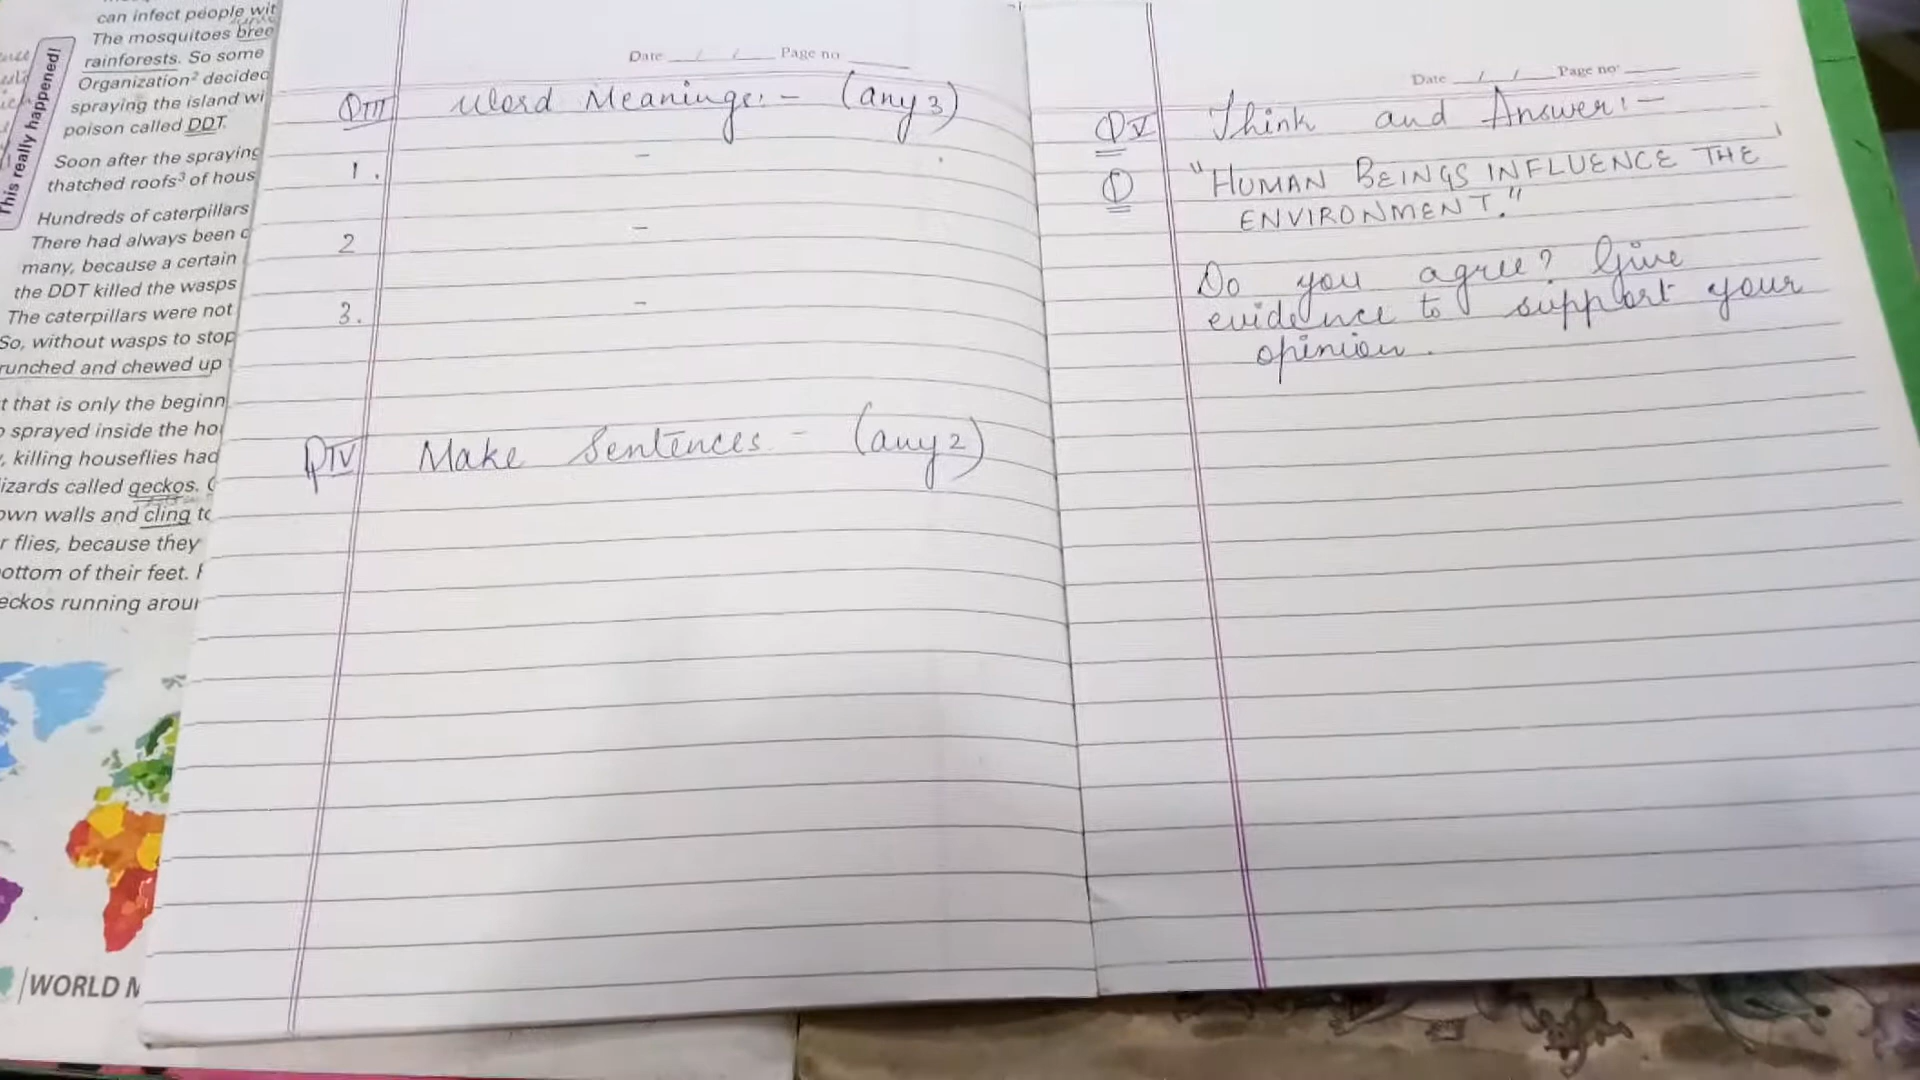 can infect people wit
The mosquitoes bree
rainforests. So some
Organization² decided
spraying the island wi
poison called DDT.
Soon after the spraying
thatched roofs³ of hous
Hundreds of caterpillars
There had always been c
many, because a certain
the DDT killed the wasps
The caterpillars were not
So, without wasps to stop
runched and chewed up
t that is only the beginn
o sprayed inside the ho
, killing houseflies had
izards called geckos. (
own walls and cling to
r flies, because they
ottom of their feet.
eckos running arour
This really happened!
WORLD M
Date / / Page no
QIII Word Meanings:- (any 3)
1. -
2 -
3. -
QIV Make Sentences - (any 2)
Date / / Page no
QV Think and Answer:-
① "HUMAN BEINGS INFLUENCE THE
ENVIRONMENT."
Do you agree? Give
evidence to support your
opinion.